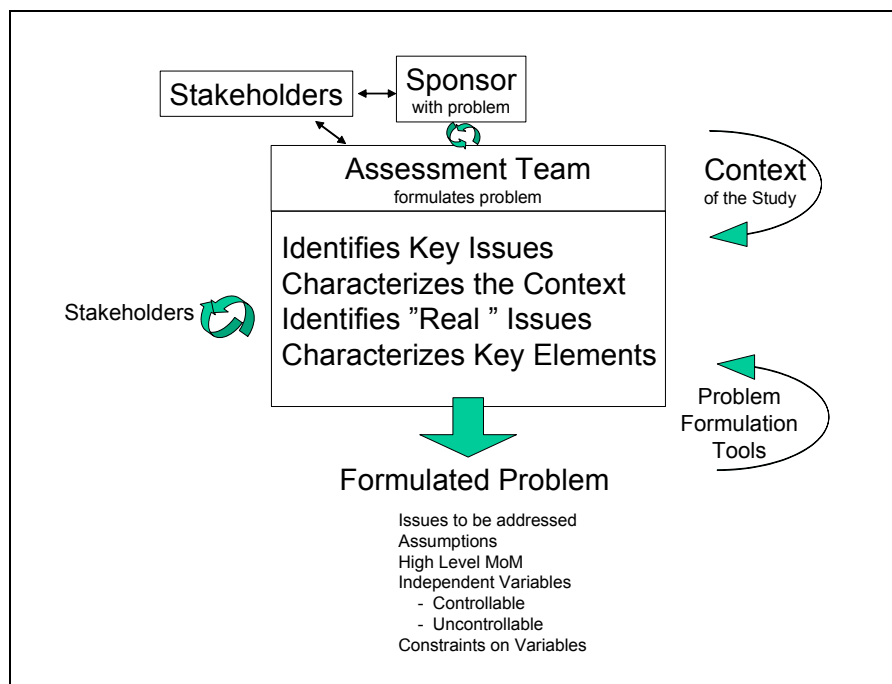 Stakeholders
Sponsor
with problem
Assessment Team
formulates problem
Context
of the Study
Identifies Key Issues
Characterizes the Context
Identifies ”Real ” Issues
Characterizes Key Elements
Stakeholders
Problem
Formulation
Tools
Formulated Problem
Issues to be addressed
Assumptions
High Level MoM
Independent Variables
- Controllable
- Uncontrollable
Constraints on Variables